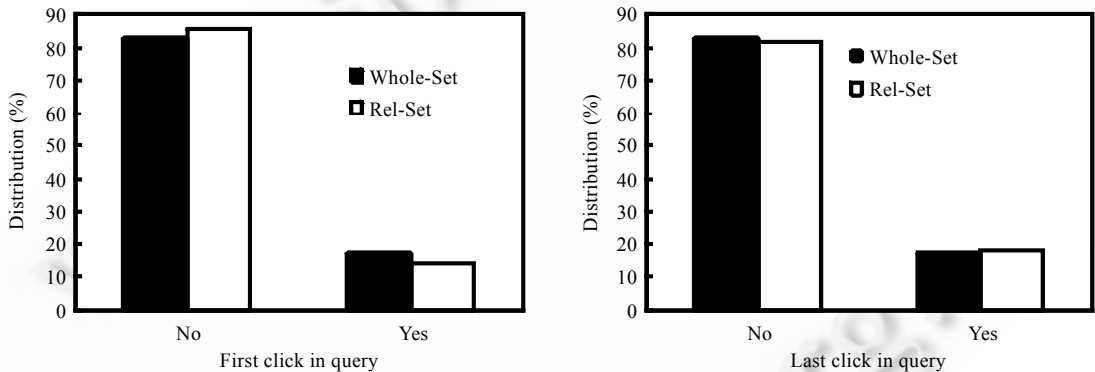 90
80
70
60
50
40
30
20
10
0
Distribution (%)
Whole-Set
Rel-Set
No
Yes
First click in query
90
80
70
60
50
40
30
20
10
0
Distribution (%)
Whole-Set
Rel-Set
No
Yes
Last click in query